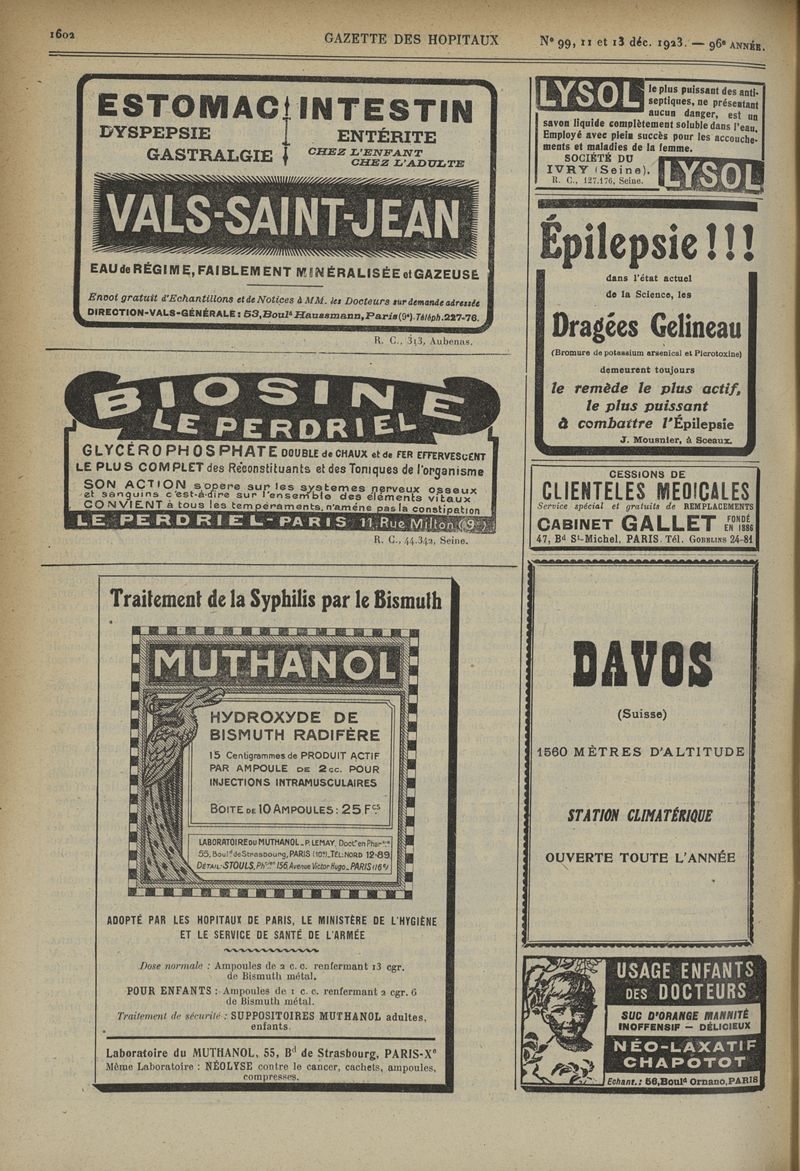 1602
GAZETTE DES HOPITAUX
Nº 99, 11 et 13 déc. 1923. — 96e ANNÉE.
ESTOMAC INTESTIN
DYSPEPSIE
GASTRALGIE
ENTÉRITE
CHEZ L'ENFANT
CHEZ L'ADULTE
VALS-SAINT-JEAN
EAU de RÉGIME, FAIBLEMENT MINÉRALISÉE et GAZEUSE
Envoi gratuit d'Echantillons et de Notices à MM. les Docteurs sur demande adressée
DIRECTION-VALS-GÉNÉRALE : 53, Boulᵈ Haussmann, Paris (9ᵉ). Téléph. 227-76.
R. C., 313, Aubenas.
BIOSINE
LE PERDRIEL
GLYCÉROPHOSPHATE DOUBLE de CHAUX et de FER EFFERVESCENT
LE PLUS COMPLET des Réconstituants et des Toniques de l'organisme
SON ACTION s'opère sur les systemes nerveux osseux
et sanguins c'est-à-dire sur l'ensemble des éléments vitaux
CONVIENT à tous les tempéraments, n'amène pas la constipation
LE PERDRIEL - PARIS 11, Rue Milton (9ᵉ)
R. C., 44.342, Seine.
Traitement de la Syphilis par le Bismuth
MUTHANOL
HYDROXYDE DE
BISMUTH RADIFÈRE
15 Centigrammes de PRODUIT ACTIF
PAR AMPOULE DE 2cc. POUR
INJECTIONS INTRAMUSCULAIRES
BOITE DE 10 AMPOULES : 25 Fcs
LABORATOIRE DU MUTHANOL _ P. LEMAY, Doctʳ en Pharᵐⁱᵉ
55, Boulᵈ de Strasbourg, PARIS (10ᵉ) _ TÉL: NORD 12-89
DÉTAIL:-STOULS, Phᶜⁱᵉⁿ 156, Avenue Victor Hugo _ PARIS (16ᵉ)
ADOPTÉ PAR LES HOPITAUX DE PARIS, LE MINISTÈRE DE L'HYGIÈNE
ET LE SERVICE DE SANTÉ DE L'ARMÉE
Dose normale : Ampoules de 2 c. c. renfermant 13 cgr.
de Bismuth métal.
POUR ENFANTS : Ampoules de 1 c. c. renfermant 2 cgr. 6
de Bismuth métal.
Traitement de sécurité : SUPPOSITOIRES MUTHANOL adultes,
enfants.
Laboratoire du MUTHANOL, 55, Bᵈ de Strasbourg, PARIS-Xᵉ
Même Laboratoire : NÉOLYSE contre le cancer, cachets, ampoules,
compresses.
LYSOL
le plus puissant des anti-
septiques, ne présentant
aucun danger, est un
savon liquide complètement soluble dans l'eau.
Employé avec plein succès pour les accouche-
ments et maladies de la femme.
SOCIÉTÉ DU
IVRY (Seine).
R. C., 127.176, Seine.
LYSOL
Épilepsie!!!
dans l'état actuel
de la Science, les
Dragées Gelineau
(Bromure de potassium arsenical et Picrotoxine)
demeurent toujours
le remède le plus actif,
le plus puissant
à combattre l'Épilepsie
J. Mousnier, à Sceaux.
CESSIONS DE
CLIENTELES MEDICALES
Service spécial et gratuits de REMPLACEMENTS
CABINET GALLET FONDÉ
EN 1886
47, Bᵈ Sᵗ-Michel, PARIS. Tél. GOBELINS 24-81
DAVOS
(Suisse)
1560 MÈTRES D'ALTITUDE
STATION CLIMATÉRIQUE
OUVERTE TOUTE L'ANNÉE
USAGE ENFANTS
DES DOCTEURS
SUC D'ORANGE MANNITÉ
INOFFENSIF — DÉLICIEUX
NÉO-LAXATIF
CHAPOTOT
Echant. : 56, Boulᵈ Ornano, PARIS